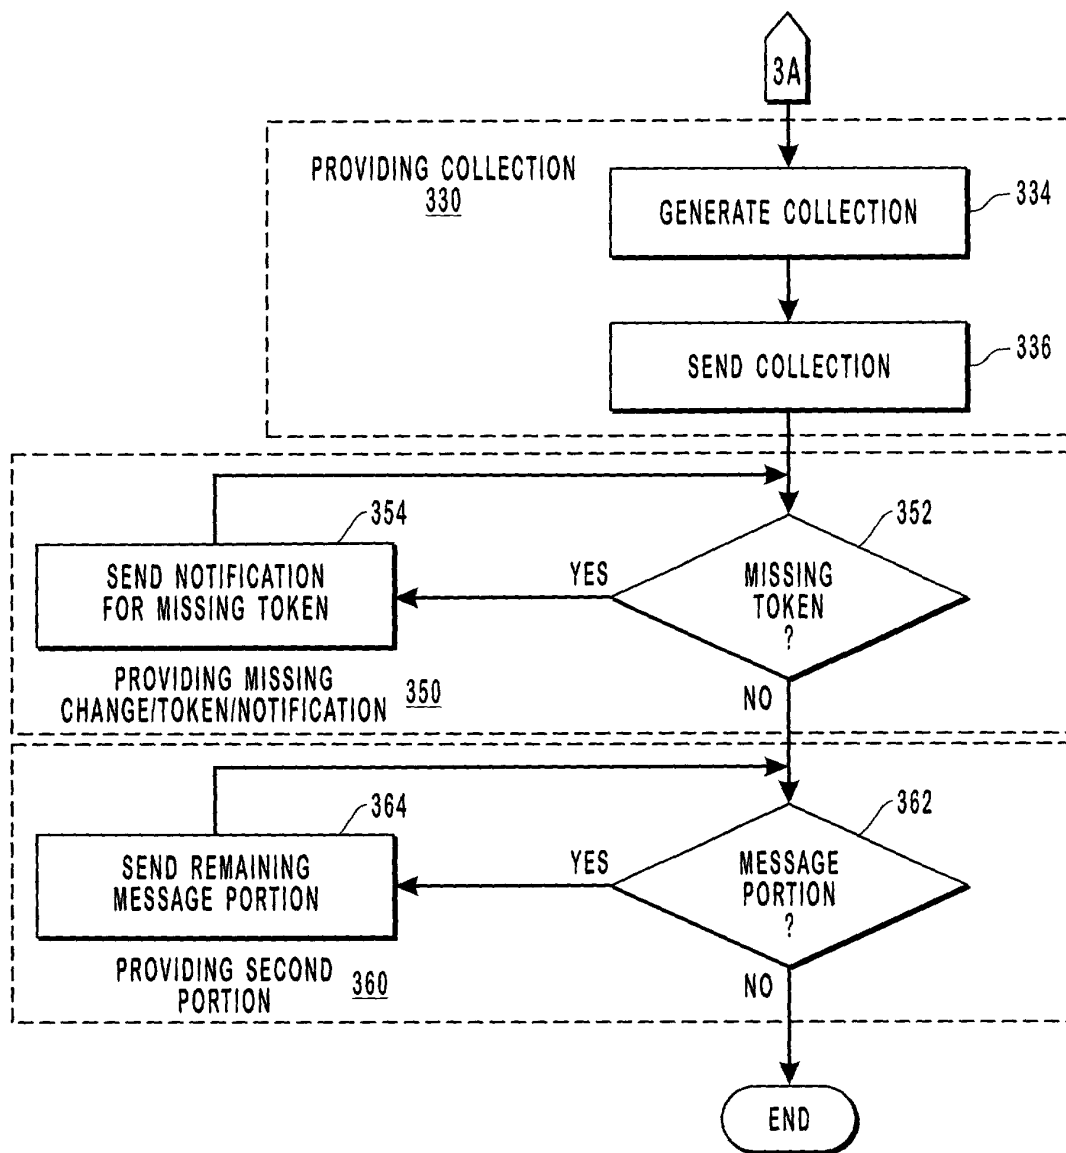 3A
PROVIDING COLLECTION
330
GENERATE COLLECTION
334
SEND COLLECTION
336
354
352
SEND NOTIFICATION
FOR MISSING TOKEN
YES
MISSING
TOKEN
?
PROVIDING MISSING
CHANGE/TOKEN/NOTIFICATION
350
NO
364
362
SEND REMAINING
MESSAGE PORTION
YES
MESSAGE
PORTION
?
PROVIDING SECOND
PORTION
360
NO
END